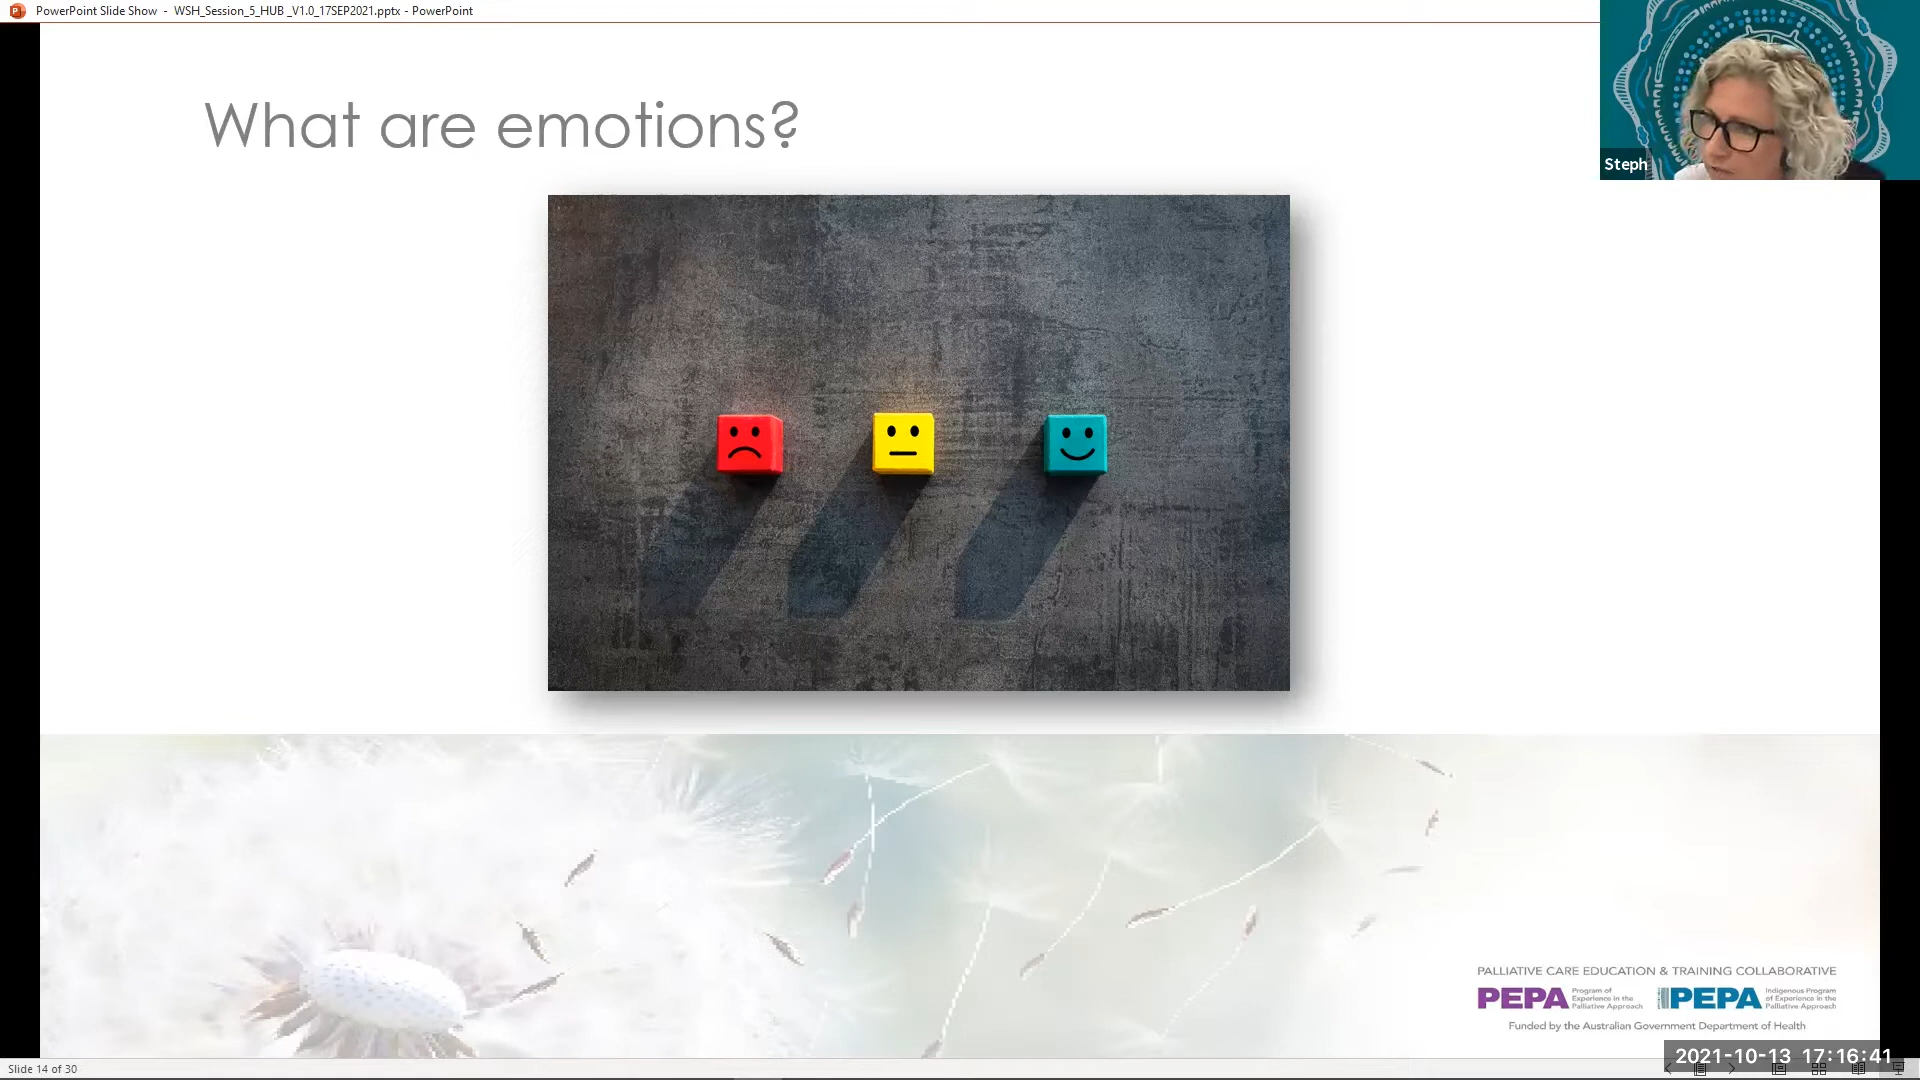 PowerPoint Slide Show - WSH_Session_5_HUB _V1.0_17SEP2021.pptx - PowerPoint
Steph
What are emotions?
PALLIATIVE CARE EDUCATION & TRAINING COLLABORATIVE
PEPA Program of Experience in the Palliative Approach
IPEPA Indigenous Program of Experience in the Palliative Approach
Funded by the Australian Government Department of Health
2021-10-13 17:16:41
Slide 14 of 30